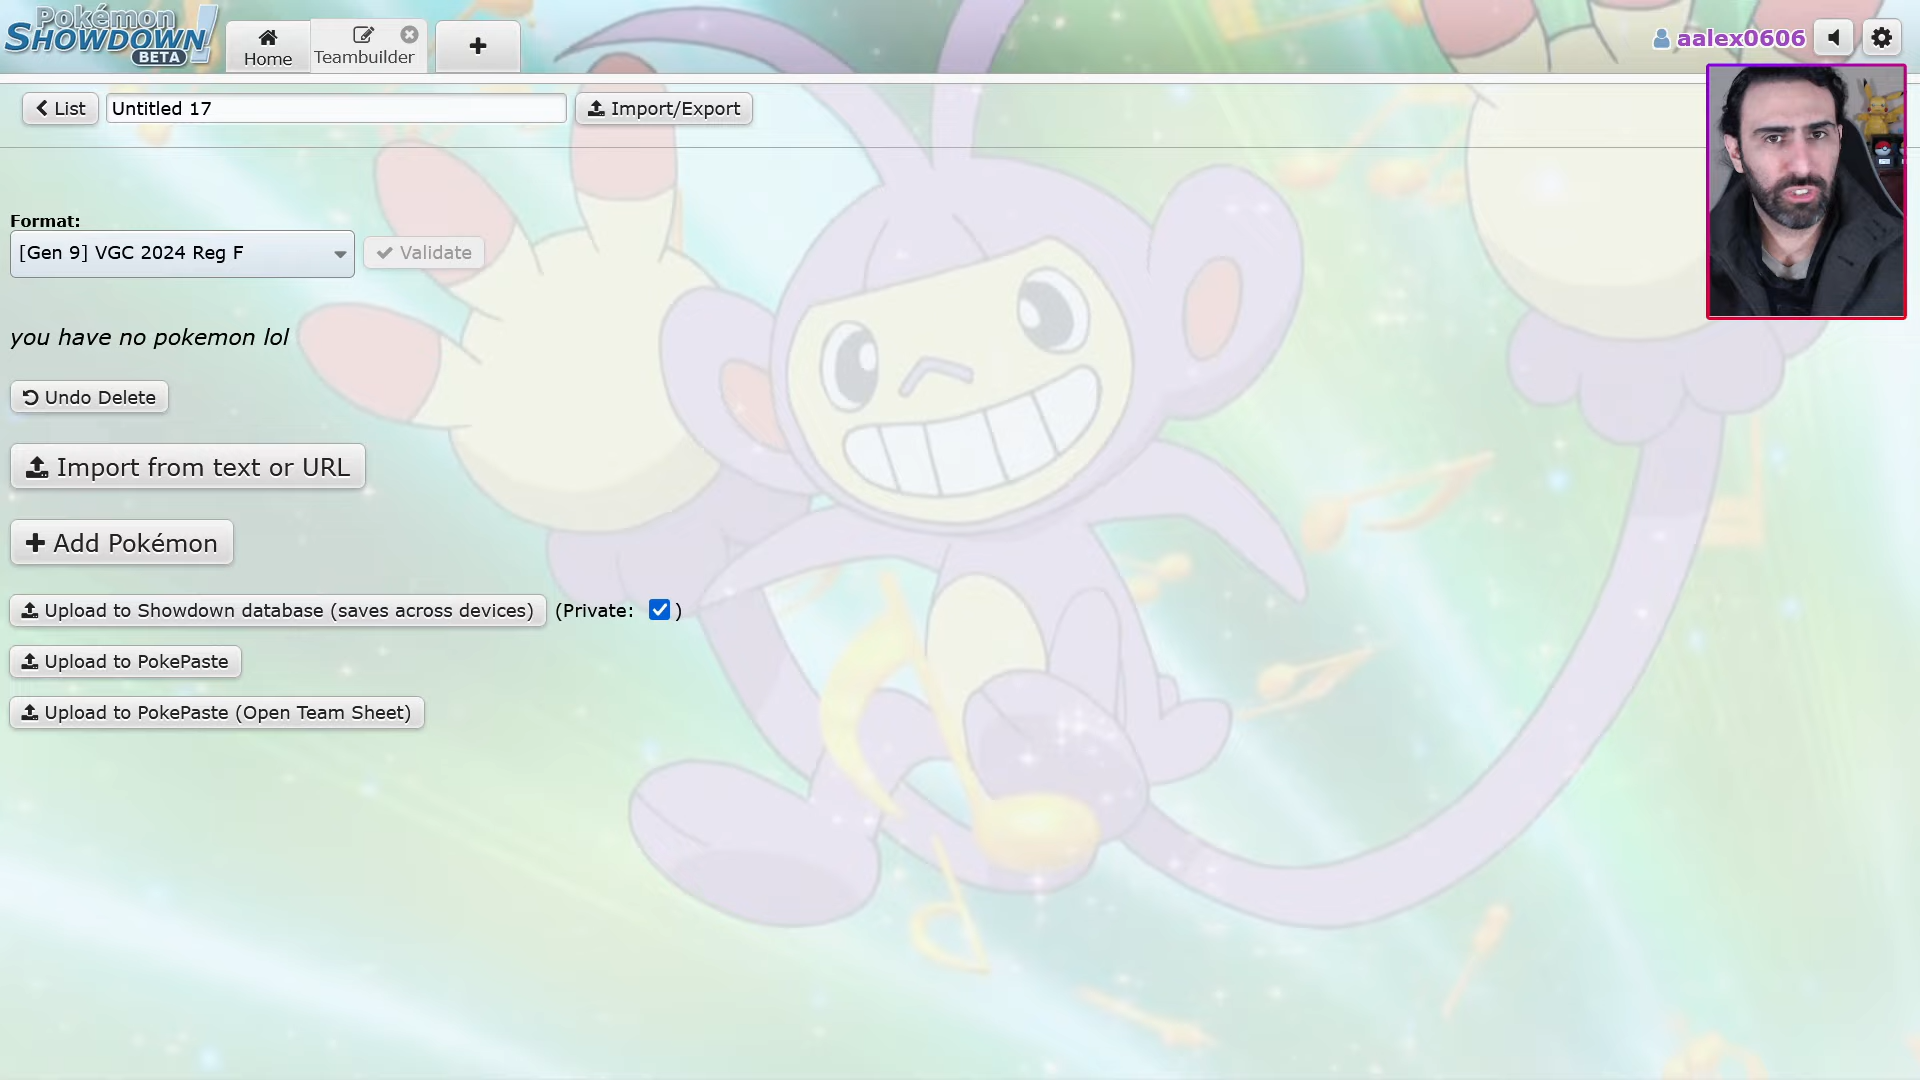 Pokémon
SHOWDOWN!
BETA
Home
Teambuilder
aalex0606
List
Untitled 17
Import/Export
Format:
[Gen 9] VGC 2024 Reg F
Validate
you have no pokemon lol
Undo Delete
Import from text or URL
Add Pokémon
Upload to Showdown database (saves across devices) (Private: )
Upload to PokePaste
Upload to PokePaste (Open Team Sheet)